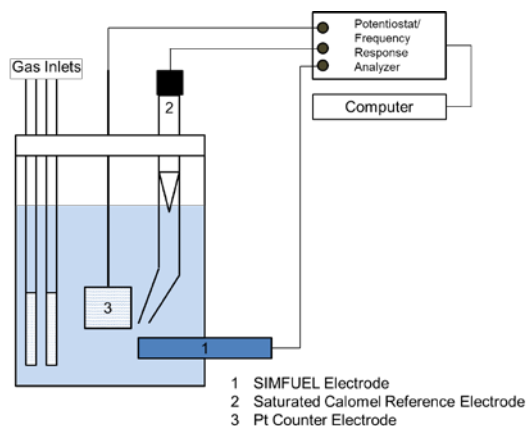 Potentiostat/
Frequency
Response
Analyzer
Gas Inlets
Computer
2
3
1
1 SIMFUEL Electrode
2 Saturated Calomel Reference Electrode
3 Pt Counter Electrode